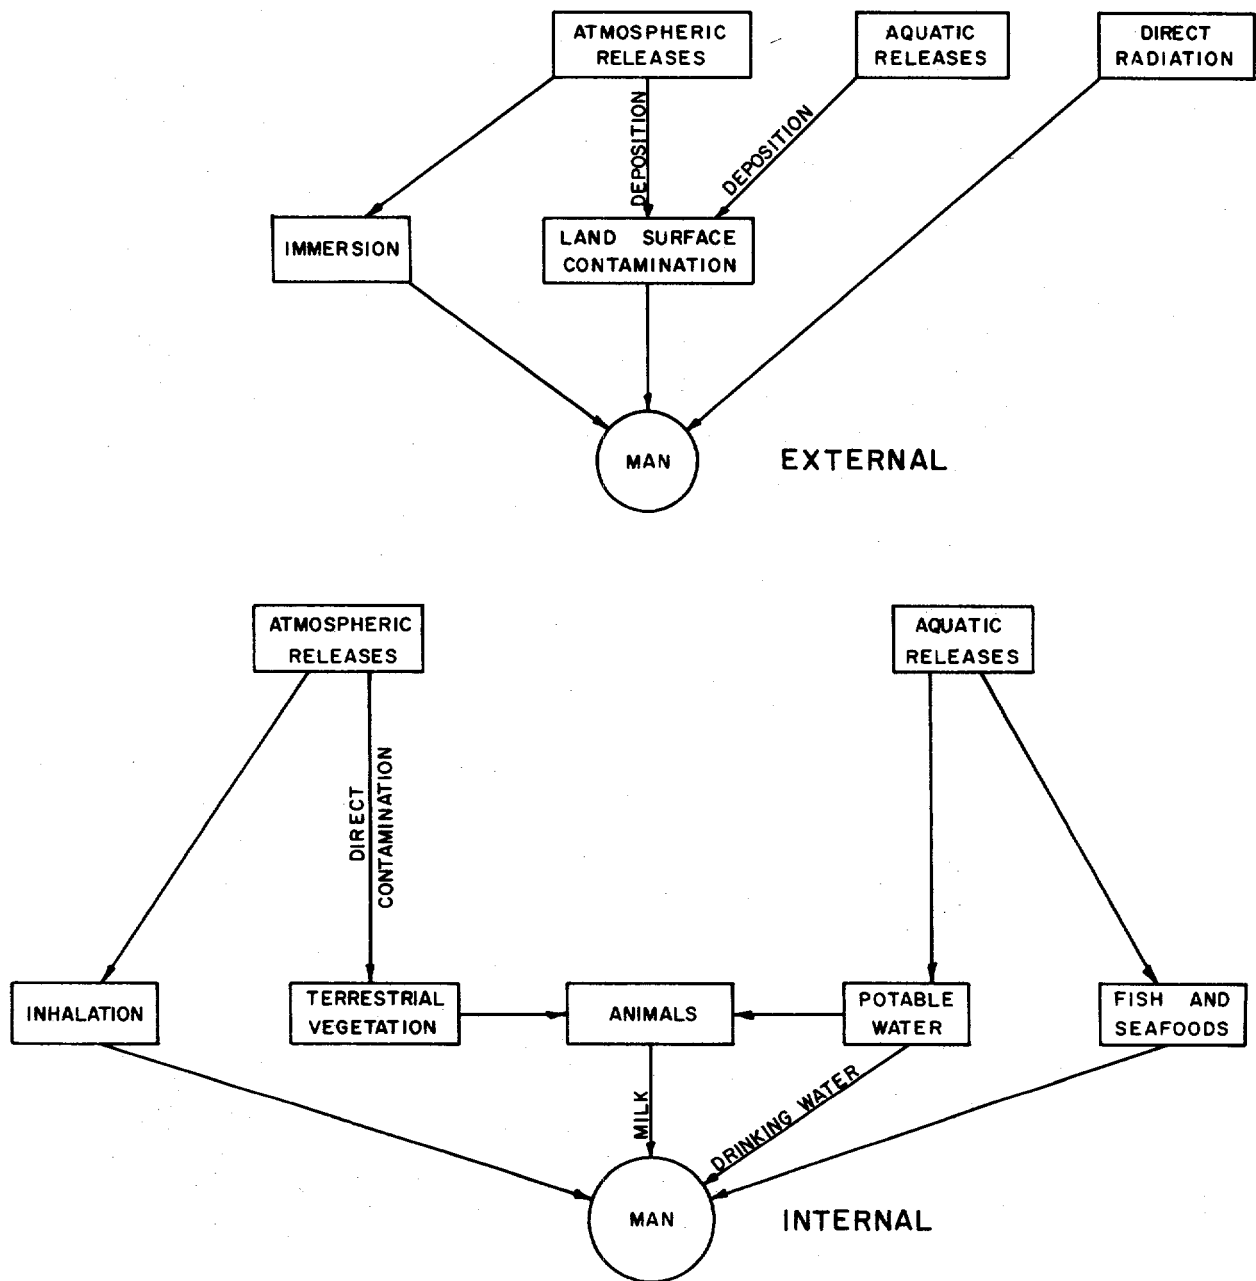 ATMOSPHERIC
RELEASES
AQUATIC
RELEASES
DIRECT
RADIATION
DEPOSITION
DEPOSITION
IMMERSION
LAND SURFACE
CONTAMINATION
MAN
EXTERNAL
ATMOSPHERIC
RELEASES
AQUATIC
RELEASES
DIRECT
CONTAMINATION
INHALATION
TERRESTRIAL
VEGETATION
ANIMALS
POTABLE
WATER
FISH AND
SEAFOODS
MILK
DRINKING WATER
MAN
INTERNAL